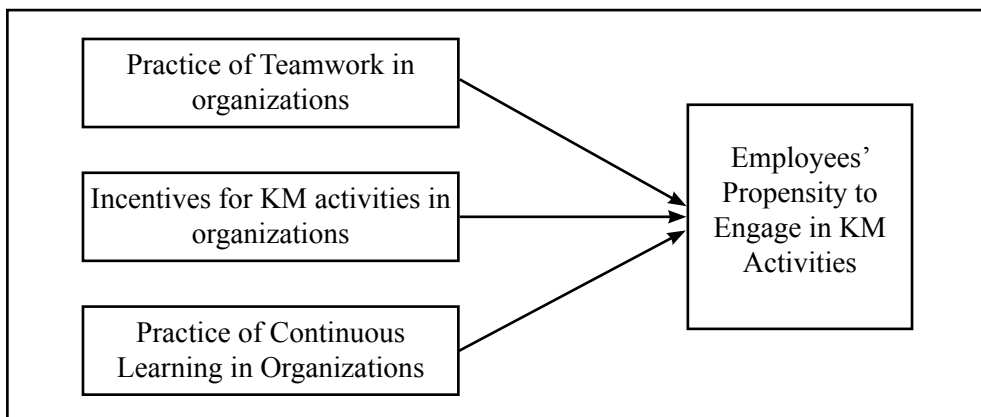 Practice of Teamwork in
organizations
Incentives for KM activities in
organizations
Practice of Continuous
Learning in Organizations
Employees’
Propensity to
Engage in KM
Activities